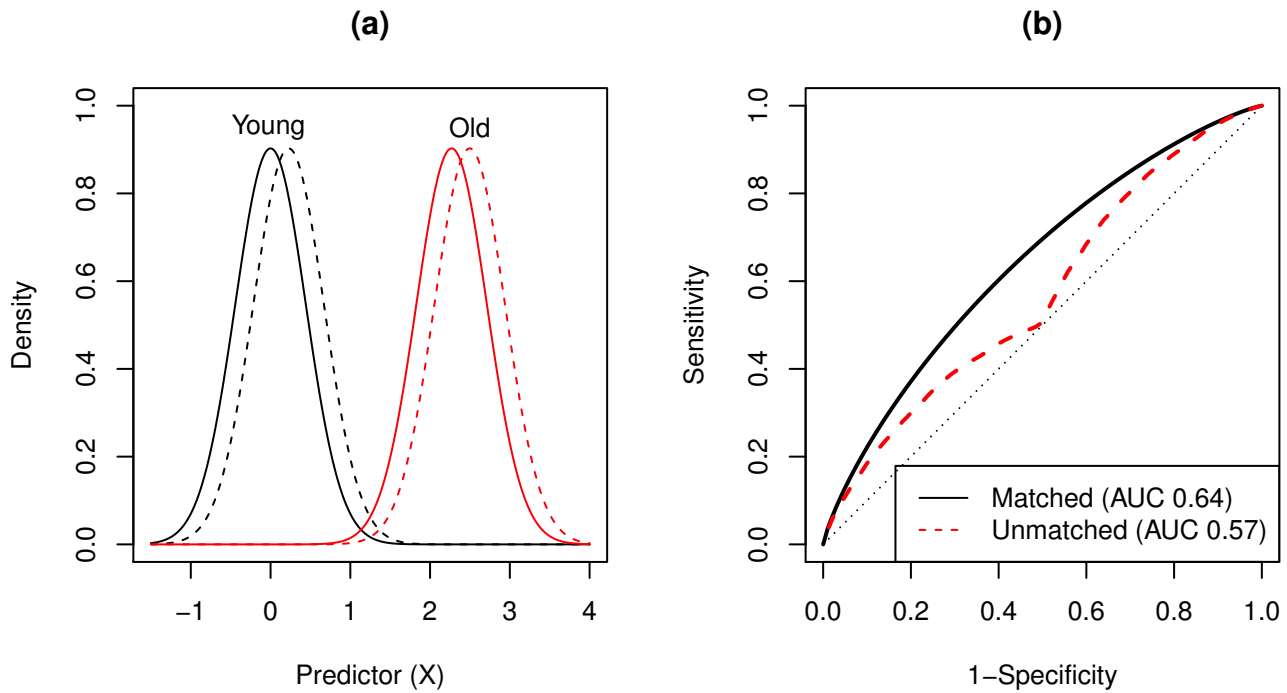 (a)
Young
Old
Density
0.0
0.2
0.4
0.6
0.8
1.0
−1
0
1
2
3
4
Predictor (X)
(b)
Sensitivity
0.0
0.2
0.4
0.6
0.8
1.0
Matched (AUC 0.64)
Unmatched (AUC 0.57)
0.0
0.2
0.4
0.6
0.8
1.0
1−Specificity